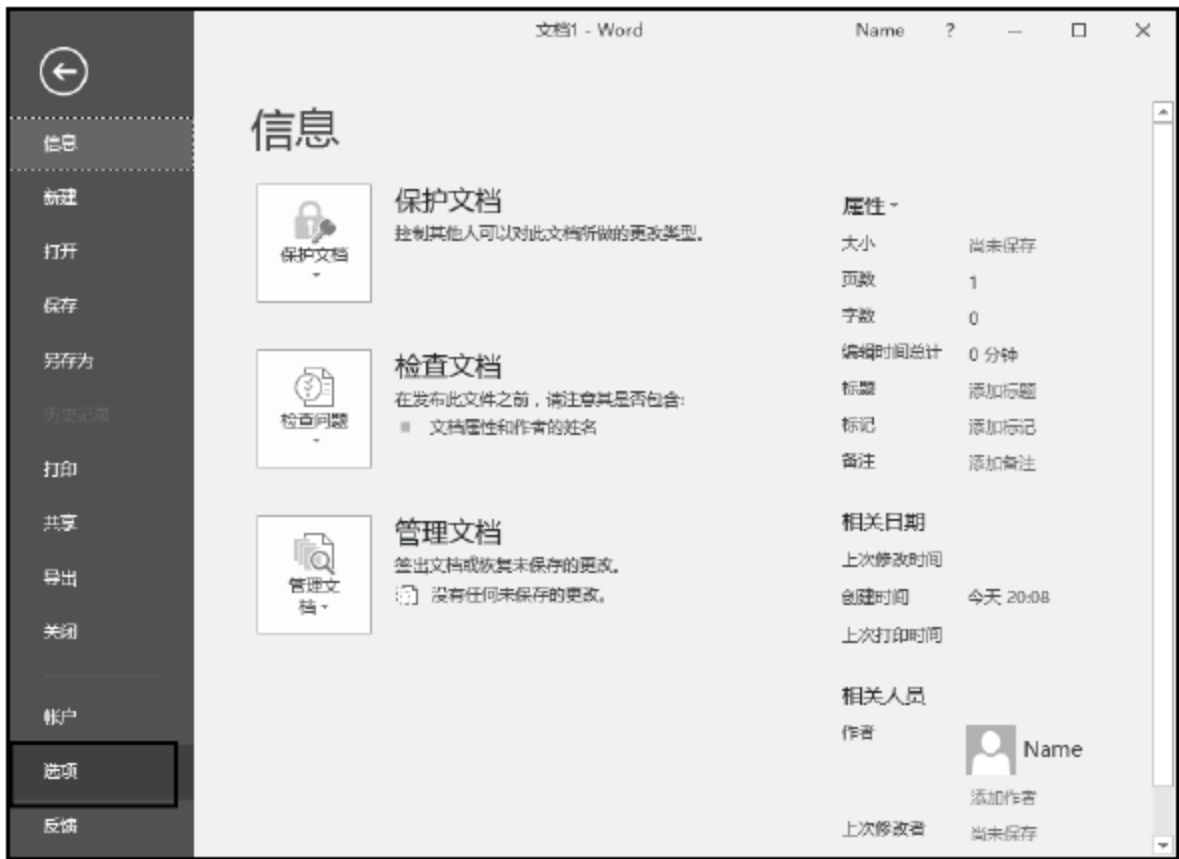 文档1 - Word
Name
?
信息
新建
打开
保存
另存为
历史记录
打印
共享
导出
关闭
帐户
选项
反馈
信息
保护文档
保护文档
控制其他人可以对此文档所做的更改类型。
检查问题
检查文档
在发布此文件之前，请注意其是否包含:
文档属性和作者的姓名
管理文
档
管理文档
签出文档或恢复未保存的更改。
没有任何未保存的更改。
属性
大小 尚未保存
页数 1
字数 0
编辑时间总计 0 分钟
标题 添加标题
标记 添加标记
备注 添加备注
相关日期
上次修改时间
创建时间 今天 20:08
上次打印时间
相关人员
作者 Name
添加作者
上次修改者 尚未保存